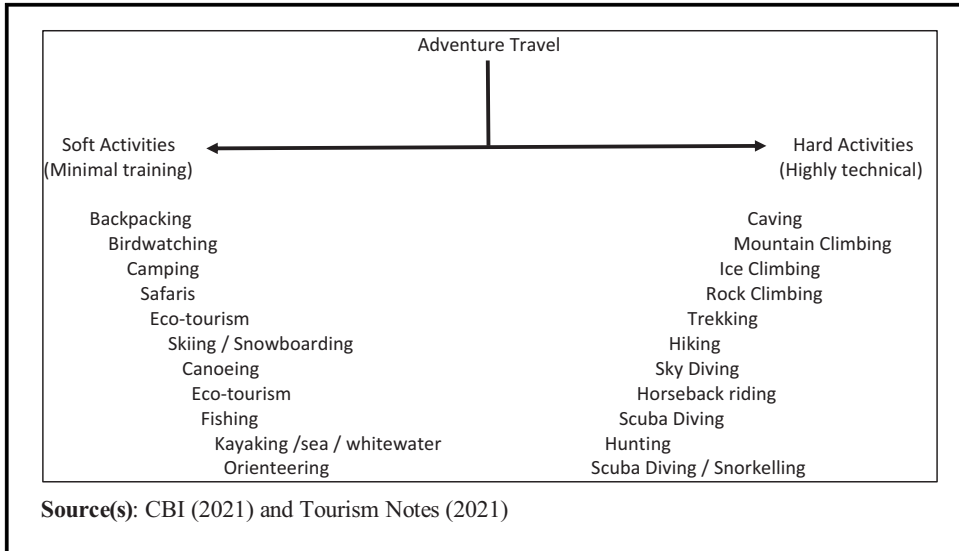 Adventure Travel
Soft Activities
(Minimal training)
Hard Activities
(Highly technical)
Backpacking
Birdwatching
Camping
Safaris
Eco-tourism
Skiing / Snowboarding
Canoeing
Eco-tourism
Fishing
Kayaking /sea / whitewater
Orienteering
Caving
Mountain Climbing
Ice Climbing
Rock Climbing
Trekking
Hiking
Sky Diving
Horseback riding
Scuba Diving
Hunting
Scuba Diving / Snorkelling
Source(s): CBI (2021) and Tourism Notes (2021)